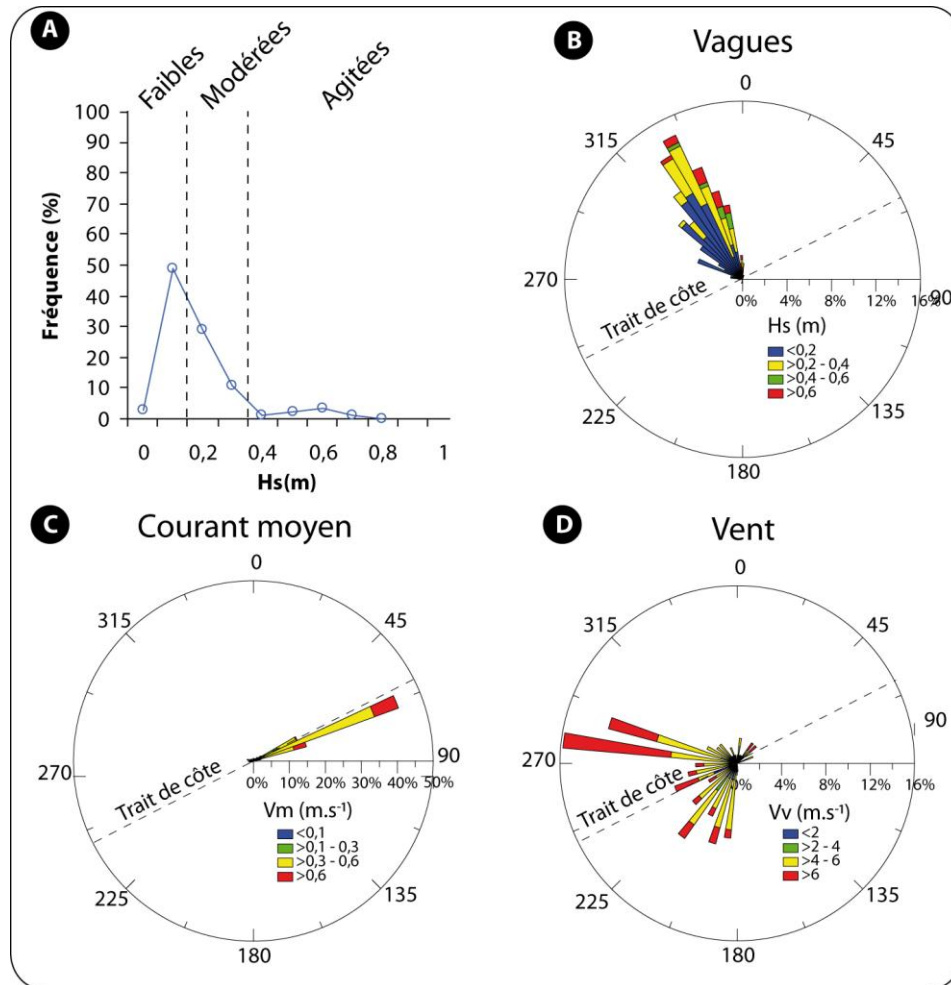 A
Faibles
Modérées
Agitées
Fréquence (%)
100
90
80
70
60
50
40
30
20
10
0
0 0,2 0,4 0,6 0,8 1
Hs(m)
B
Vagues
0
315 45
270 90
225 135
180
Trait de côte
0% 4% 8% 12% 16%
Hs (m)
<0,2
>0,2 - 0,4
>0,4 - 0,6
>0,6
C
Courant moyen
0
315 45
270 90
225 135
180
Trait de côte
0% 10% 20% 30% 40% 50%
Vm (m.s⁻¹)
<0,1
>0,1 - 0,3
>0,3 - 0,6
>0,6
D
Vent
0
315 45
270 90
225 135
180
Trait de côte
0% 4% 8% 12% 16%
Vv (m.s⁻¹)
<2
>2 - 4
>4 - 6
>6